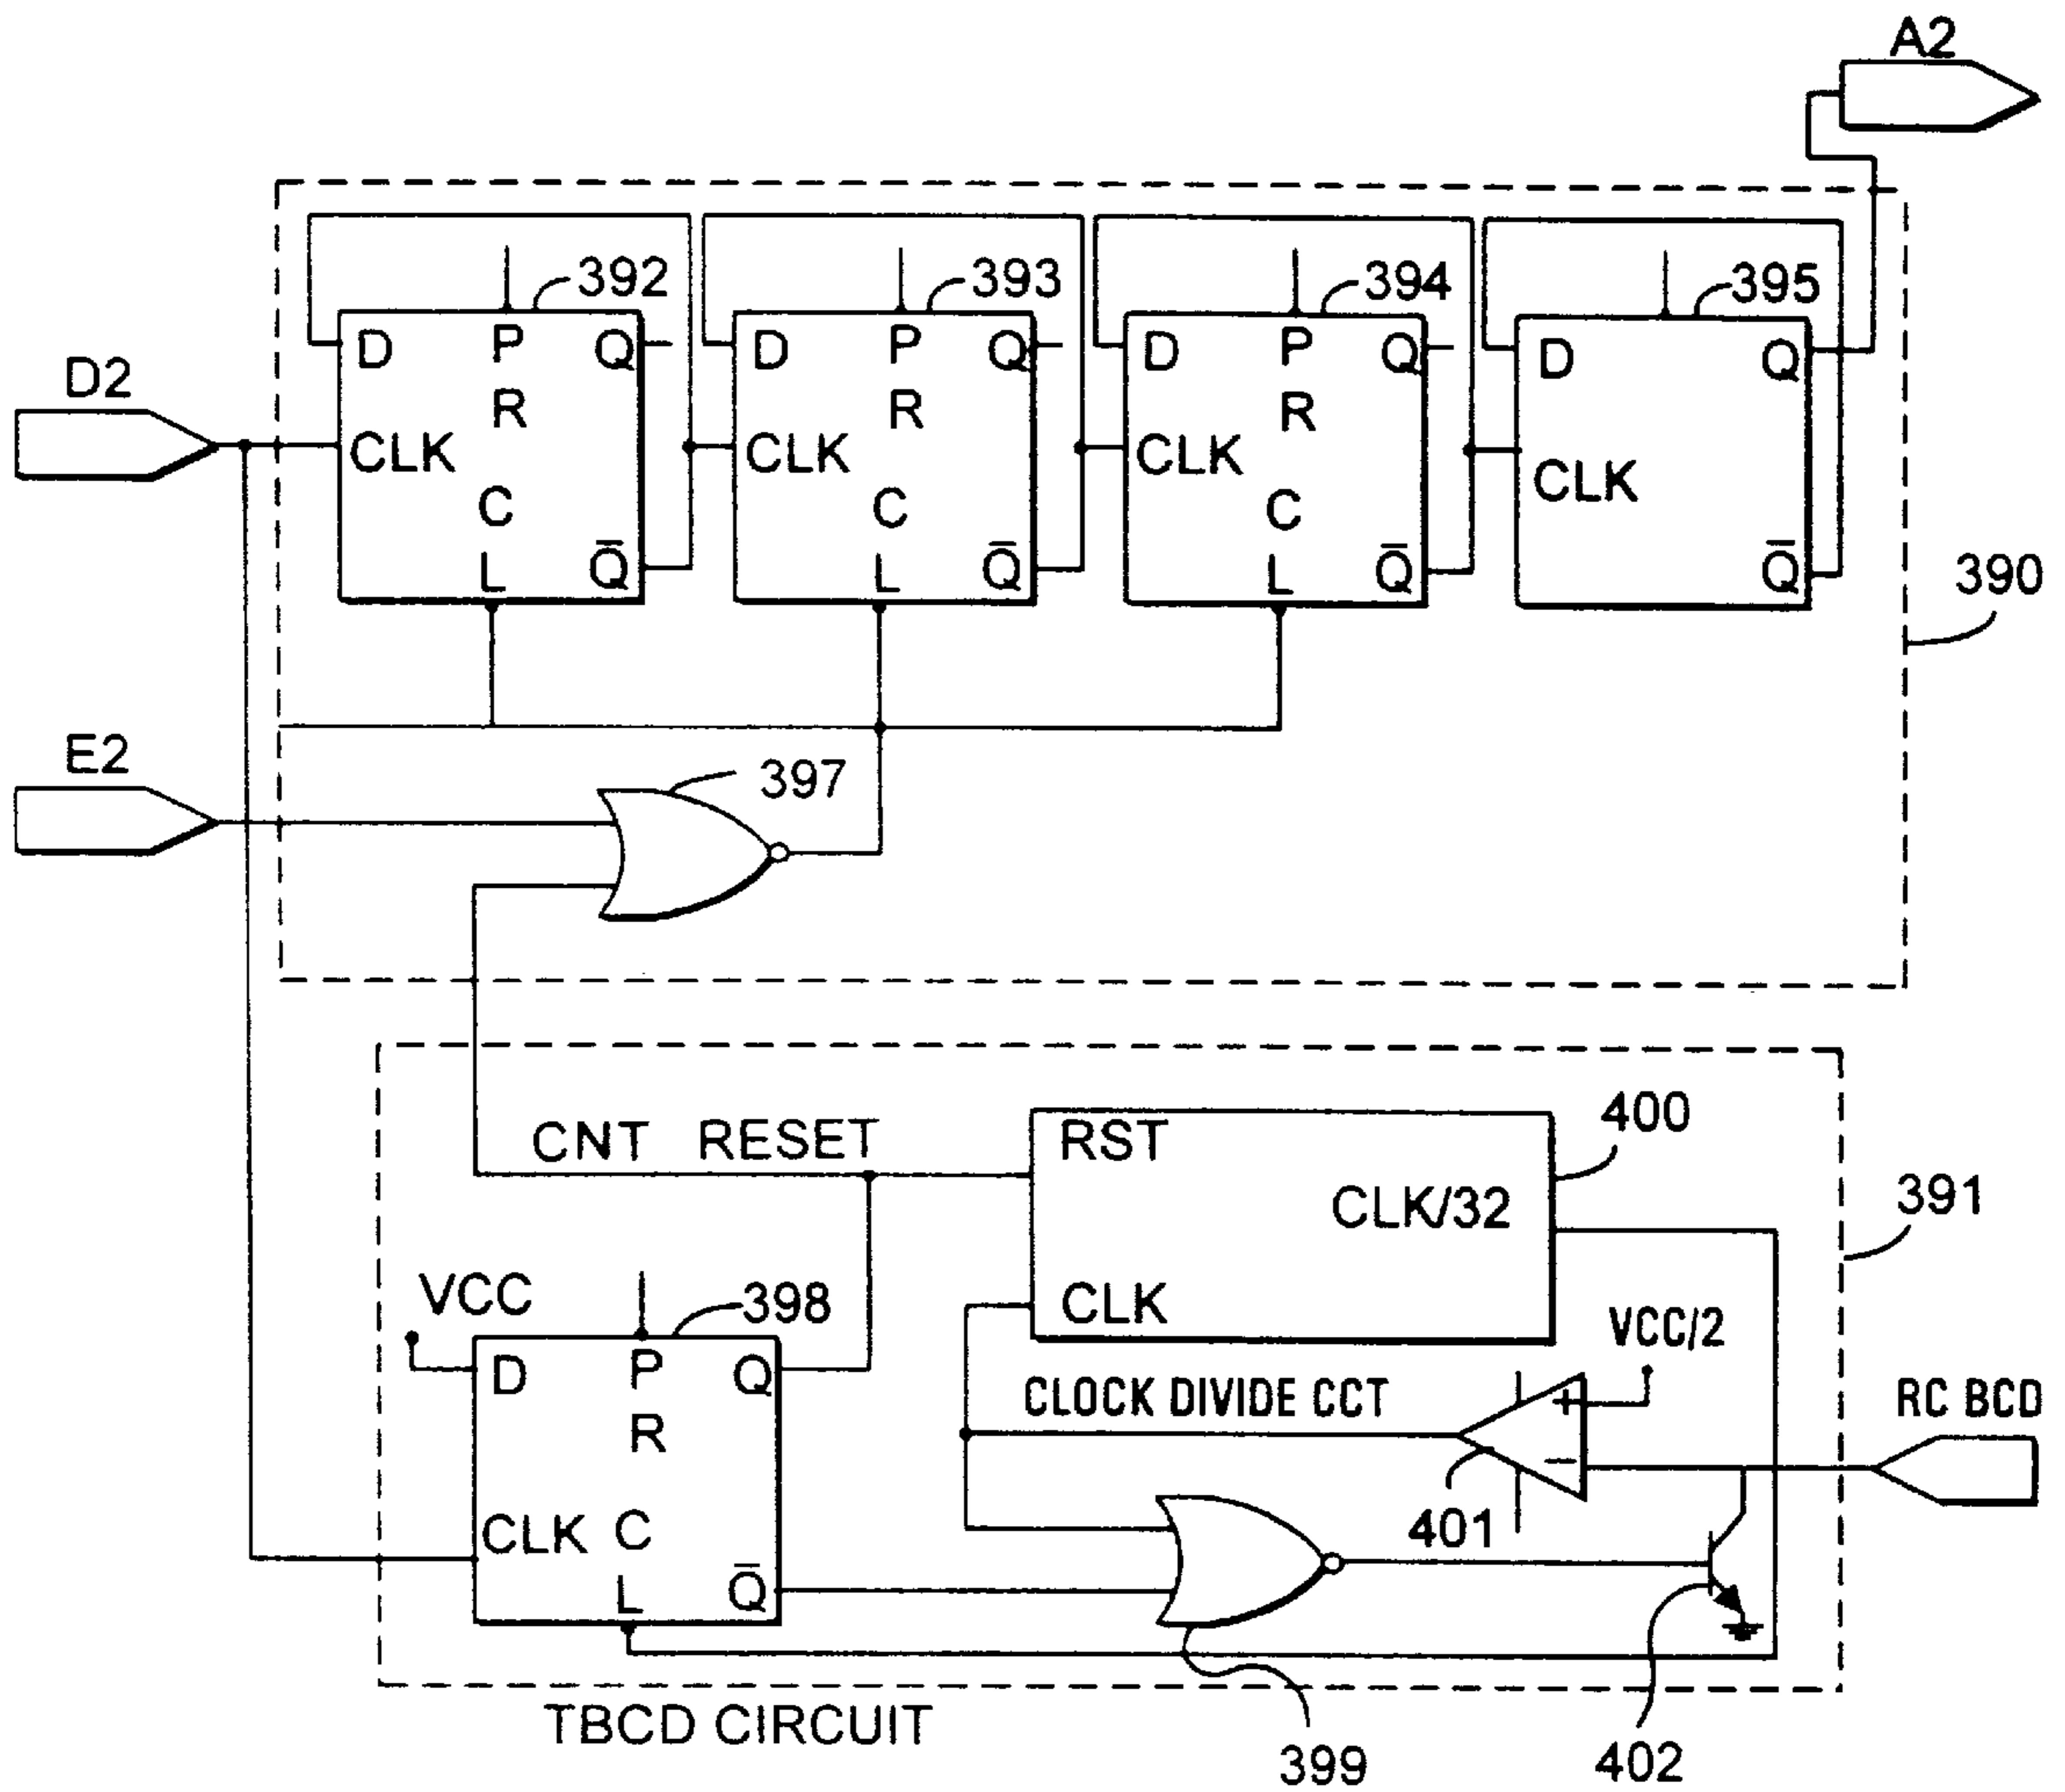 A2
392
393
394
395
D
P
R
C
L
Q
CLK
Q̅
D
P
R
C
L
Q
CLK
Q̅
D
P
R
C
L
Q
CLK
Q̅
D
Q
CLK
Q̅
D2
390
E2
397
CNT RESET
RST
CLK/32
CLK
400
391
VCC
398
D
P
R
C
L
Q
CLK
Q̅
VCC/2
CLOCK DIVIDE CCT
+
−
RC BCD
401
TBCD CIRCUIT
399
402